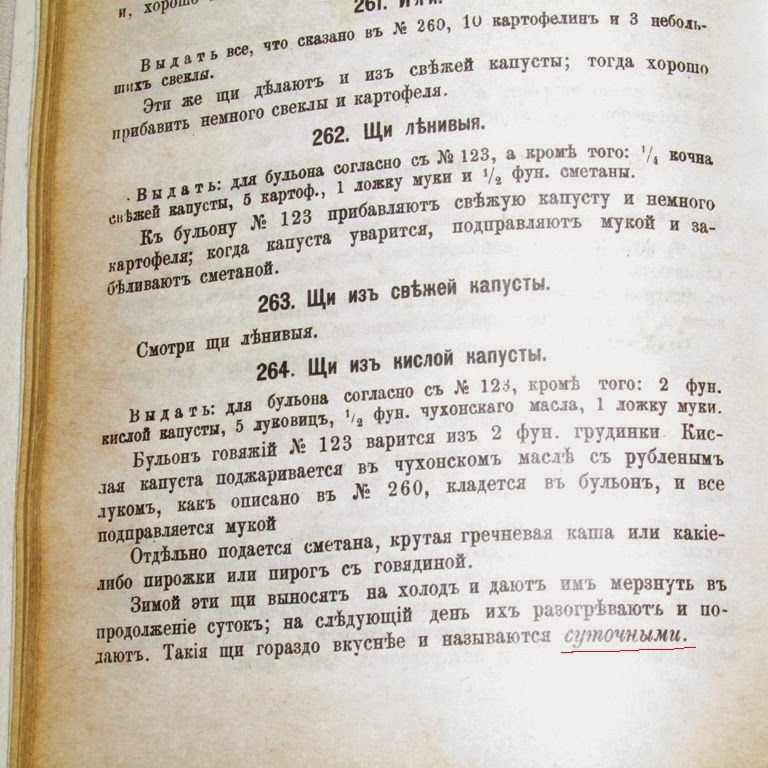 и, хорошо
261. Или.
Выдать все, что сказано въ № 260, 10 картофелин и 3 неболь-
шихъ свеклы.
Эти же щи дѣлаютъ и изъ свѣжей капусты; тогда хорошо
прибавить немного свеклы и картофеля.
262. Щи лѣнивыя.
Выдать: для бульона согласно съ № 123, а кромѣ того: 1/4 кочна
свѣжей капусты, 5 картоф., 1 ложку муки и 1/2 фун. сметаны.
Къ бульону № 123 прибавляютъ свѣжую капусту и немного
картофеля; когда капуста уварится, подправляютъ мукой и за-
бѣливаютъ сметаной.
263. Щи изъ свѣжей капусты.
Смотри щи лѣнивыя.
264. Щи изъ кислой капусты.
Выдать: для бульона согласно съ № 123, кромѣ того: 2 фун.
кислой капусты, 5 луковицъ, 1/2 фун. чухонскаго масла, 1 ложку муки.
Бульонъ говяжій № 123 варится изъ 2 фун. грудинки Кис-
лая капуста поджаривается въ чухонскомъ маслѣ съ рубленымъ
лукомъ, какъ описано въ № 260, кладется въ бульонъ, и все
подправляется мукой
Отдѣльно подается сметана, крутая гречневая каша или какіе-
либо пирожки или пирогъ съ говядиной.
Зимой эти щи выносятъ на холодъ и даютъ имъ мерзнуть въ
продолженіе сутокъ; на слѣдующій день ихъ разогрѣваютъ и по-
даютъ. Такія щи гораздо вкуснѣе и называются суточными.